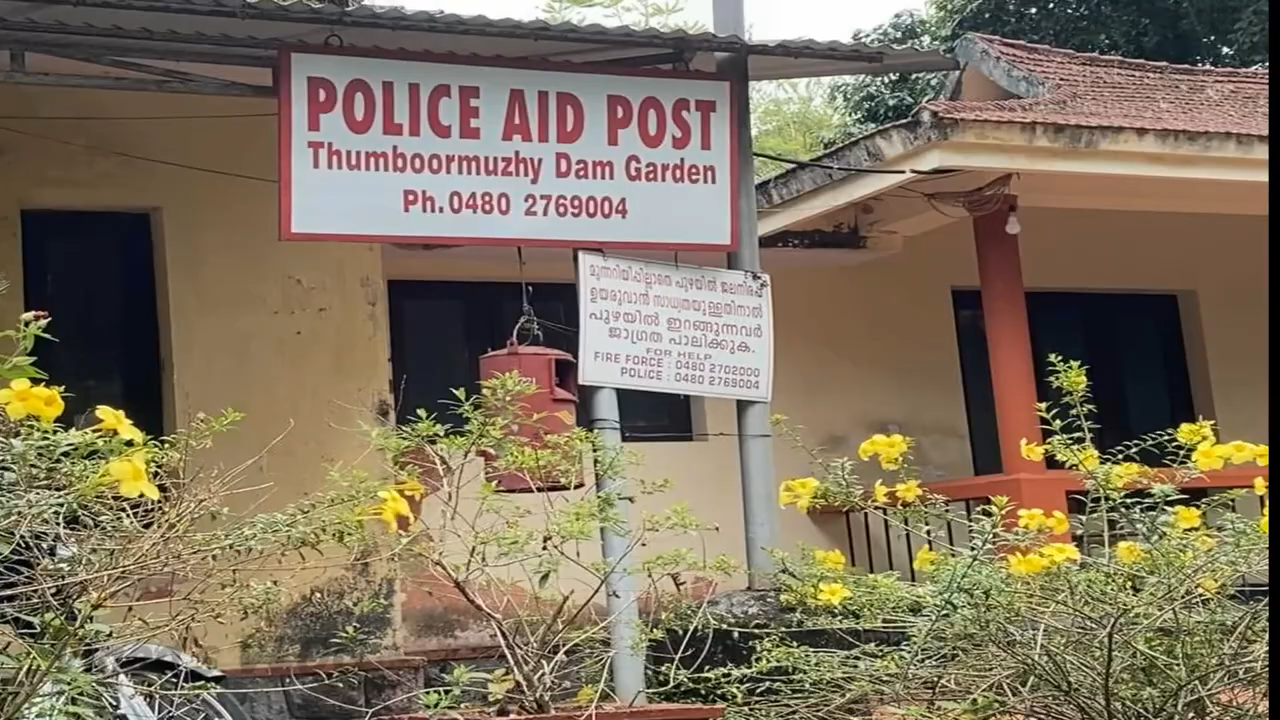 POLICE AID POST
Thumboormuzhy Dam Garden
Ph.0480 2769004
മുന്നറിയിപ്പില്ലാതെ പുഴയിൽ ജലനിരപ്പ്
ഉയരുവാൻ സാധ്യതയുള്ളതിനാൽ
പുഴയിൽ ഇറങ്ങുന്നവർ
ജാഗ്രത പാലിക്കുക.
FOR HELP
FIRE FORCE : 0480 2702000
POLICE : 0480 2769004